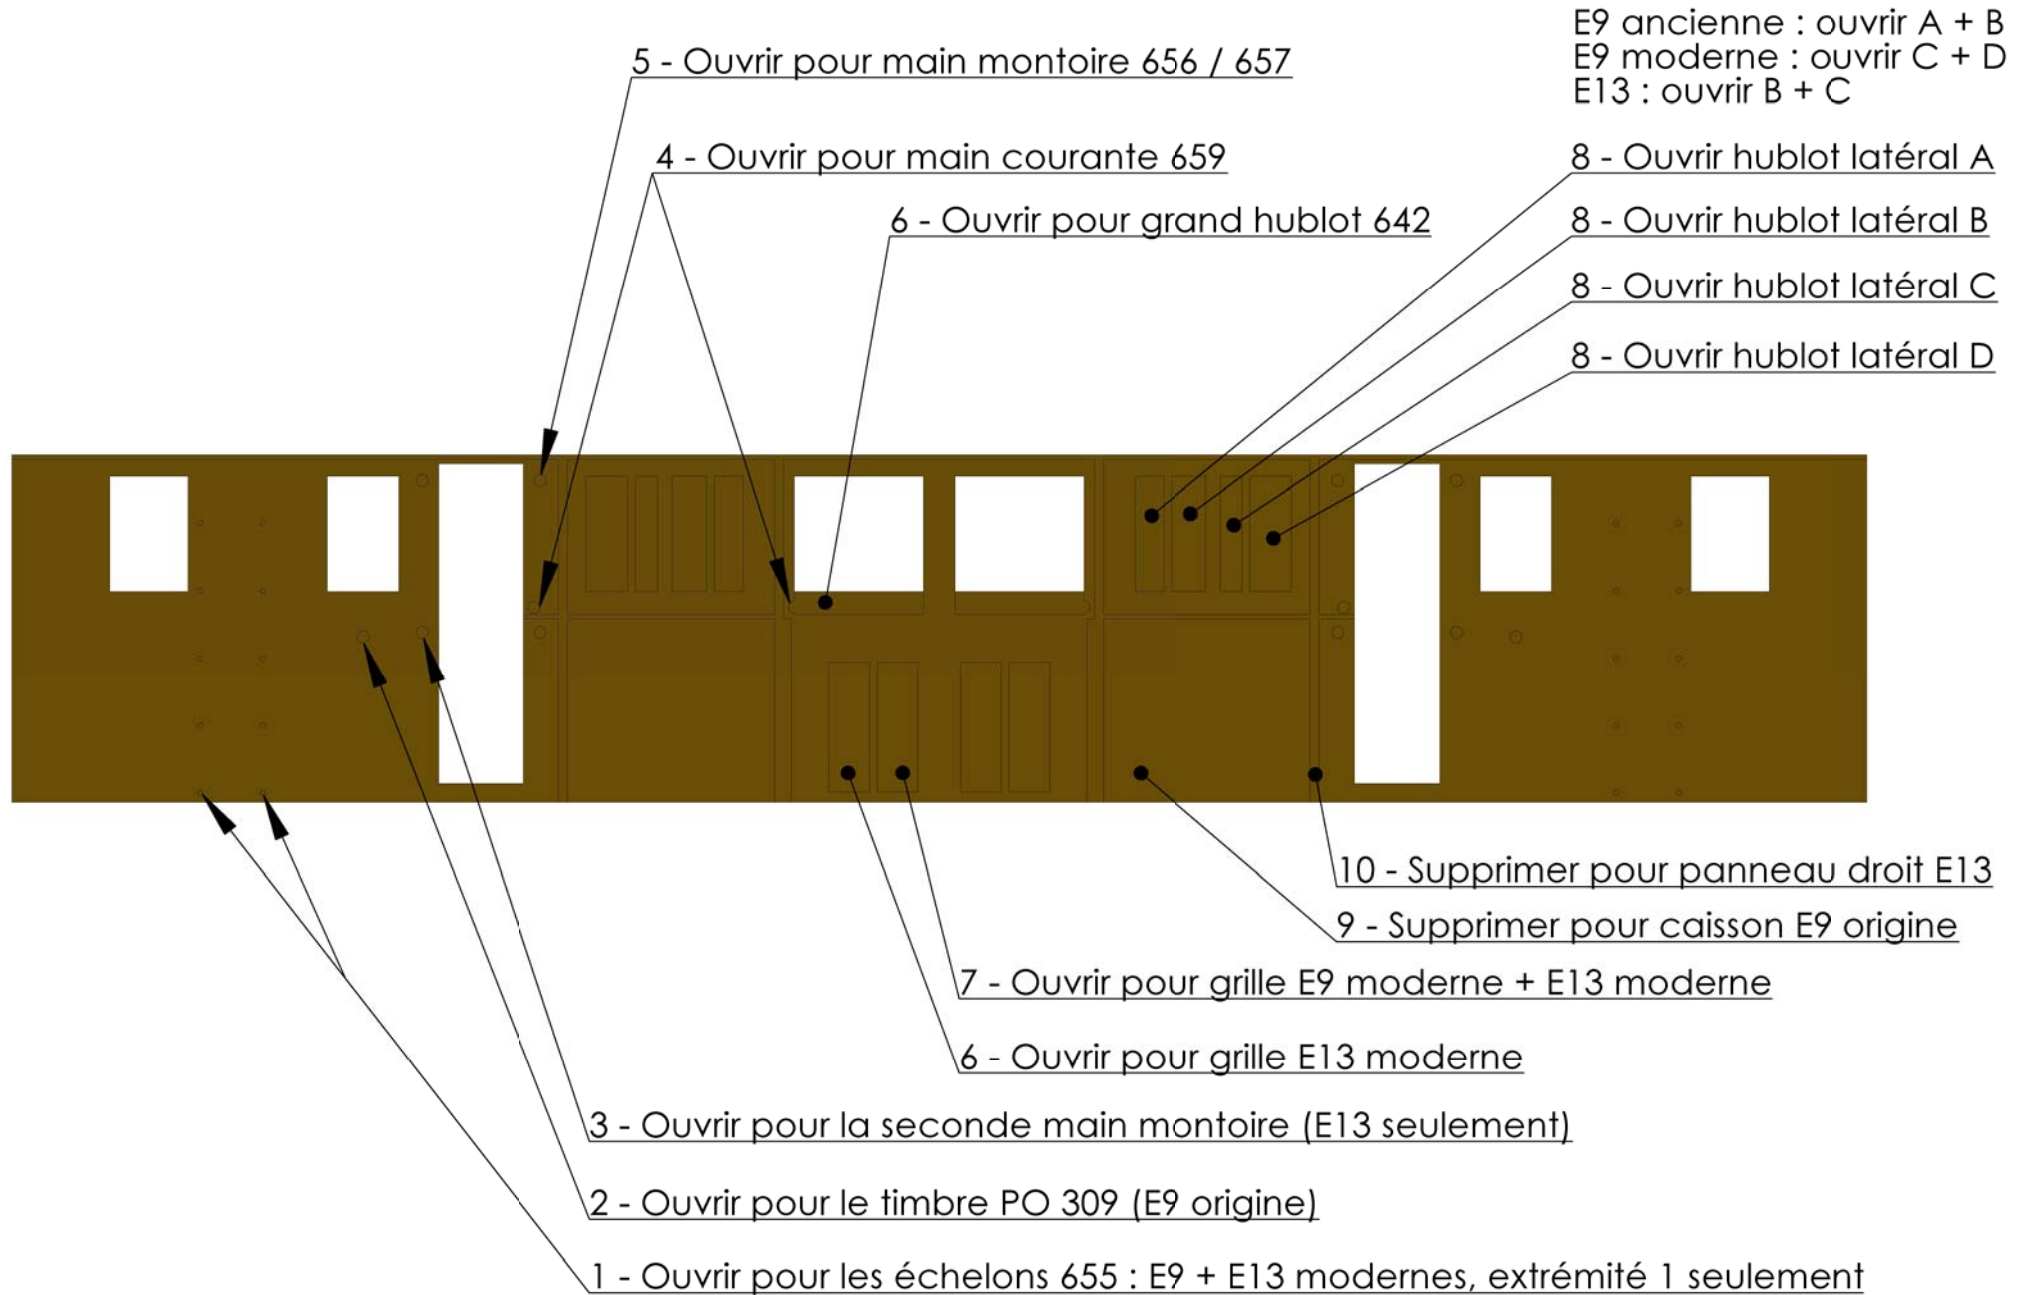 E9 ancienne : ouvrir A + B
E9 moderne : ouvrir C + D
E13 : ouvrir B + C
5 - Ouvrir pour main montoire 656 / 657
4 - Ouvrir pour main courante 659
8 - Ouvrir hublot latéral A
6 - Ouvrir pour grand hublot 642
8 - Ouvrir hublot latéral B
8 - Ouvrir hublot latéral C
8 - Ouvrir hublot latéral D
10 - Supprimer pour panneau droit E13
9 - Supprimer pour caisson E9 origine
7 - Ouvrir pour grille E9 moderne + E13 moderne
6 - Ouvrir pour grille E13 moderne
3 - Ouvrir pour la seconde main montoire (E13 seulement)
2 - Ouvrir pour le timbre PO 309 (E9 origine)
1 - Ouvrir pour les échelons 655 : E9 + E13 modernes, extrémité 1 seulement